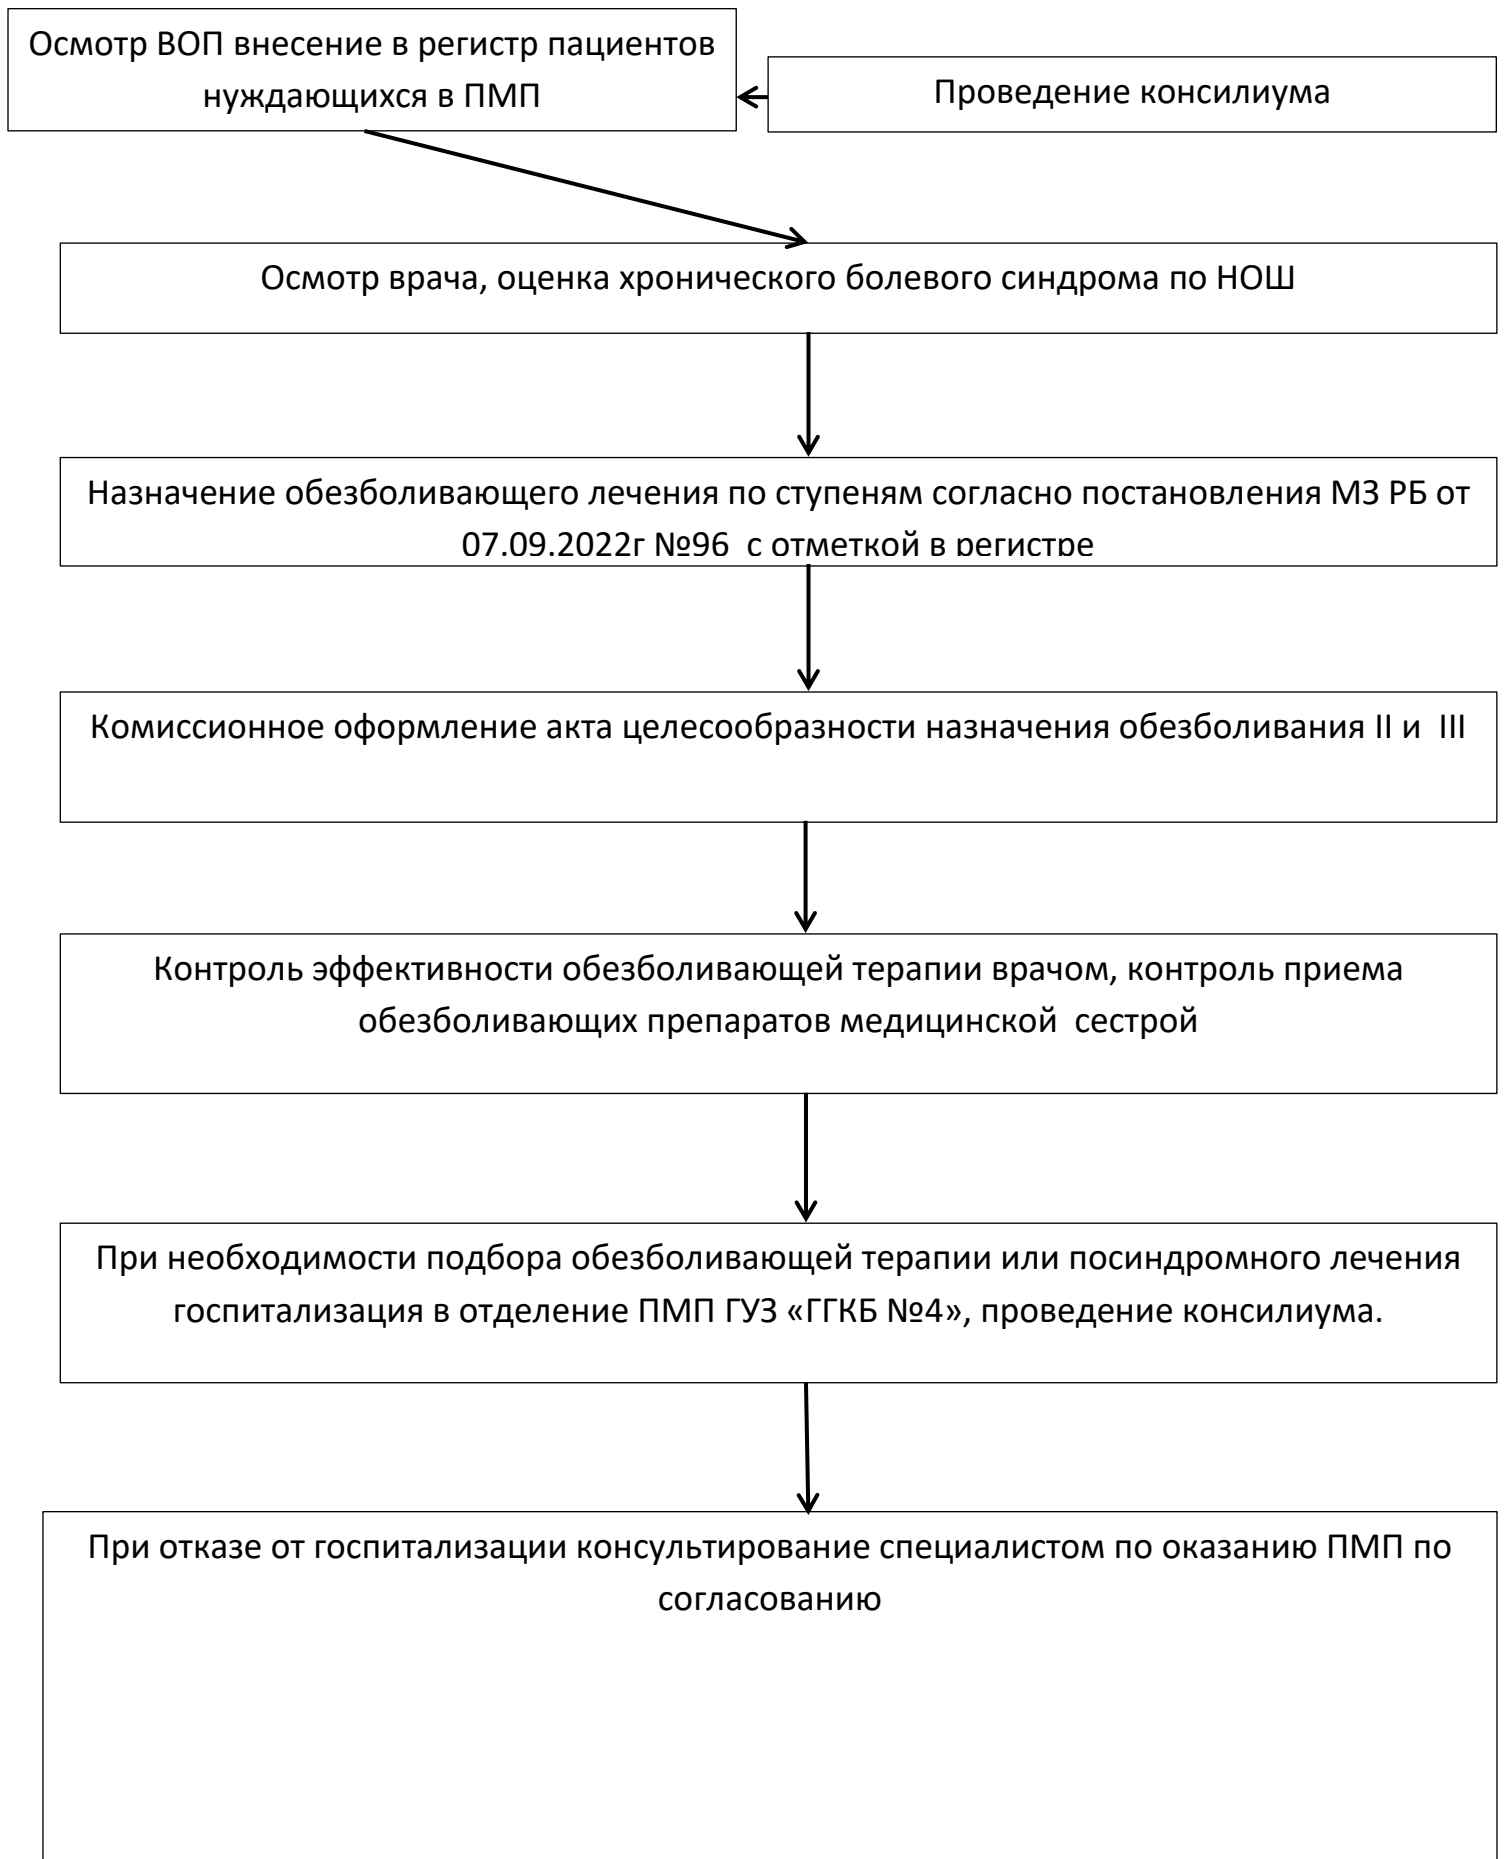 Осмотр ВОП внесение в регистр пациентов
нуждающихся в ПМП
Проведение консилиума
Осмотр врача, оценка хронического болевого синдрома по НОШ
Назначение обезболивающего лечения по ступеням согласно постановления МЗ РБ от
07.09.2022г №96 с отметкой в регистре
Комиссионное оформление акта целесообразности назначения обезболивания II и III
Контроль эффективности обезболивающей терапии врачом, контроль приема
обезболивающих препаратов медицинской сестрой
При необходимости подбора обезболивающей терапии или посиндромного лечения
госпитализация в отделение ПМП ГУЗ «ГГКБ №4», проведение консилиума.
При отказе от госпитализации консультирование специалистом по оказанию ПМП по
согласованию